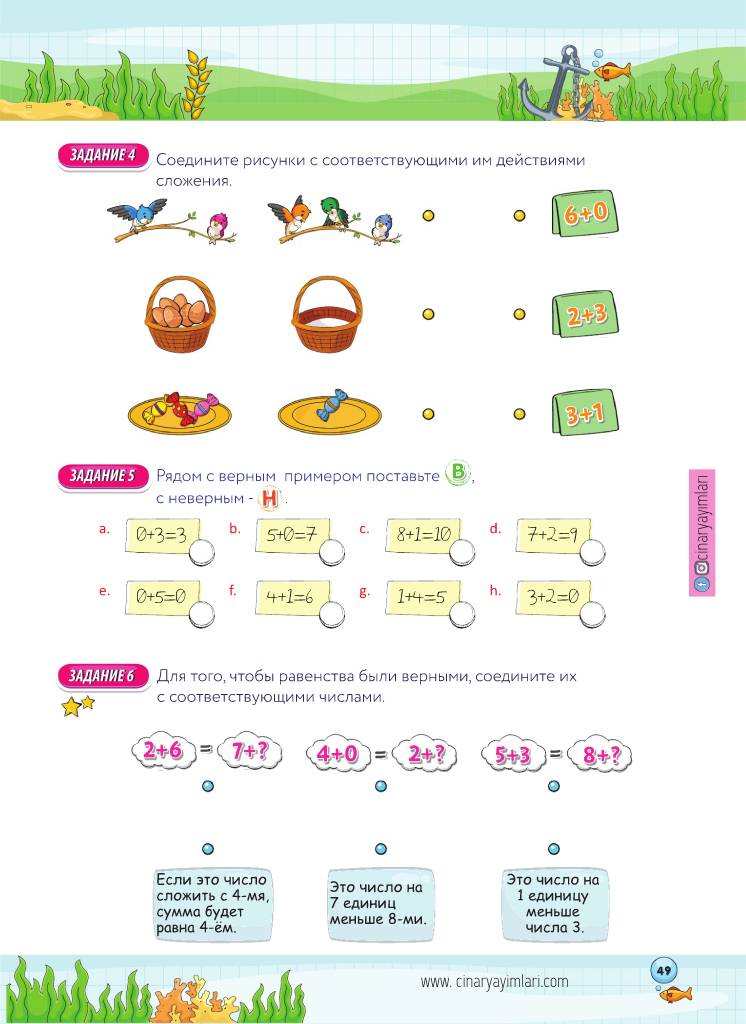 ЗАДАНИЕ 4
Соедините рисунки с соответствующими им действиями
сложения.
6+0
2+3
3+1
ЗАДАНИЕ 5
Рядом с верным примером поставьте В,
с неверным - Н.
a. 0+3=3 b. 5+0=7 c. 8+1=10 d. 7+2=9
e. 0+5=0 f. 4+1=6 g. 1+4=5 h. 3+2=0
cinaryayimlari
ЗАДАНИЕ 6
Для того, чтобы равенства были верными, соедините их
с соответствующими числами.
2+6 = 7+? 4+0 = 2+? 5+3 = 8+?
Если это число
сложить с 4-мя,
сумма будет
равна 4-ём.
Это число на
7 единиц
меньше 8-ми.
Это число на
1 единицу
меньше
числа 3.
www. cinaryayimlari.com
49